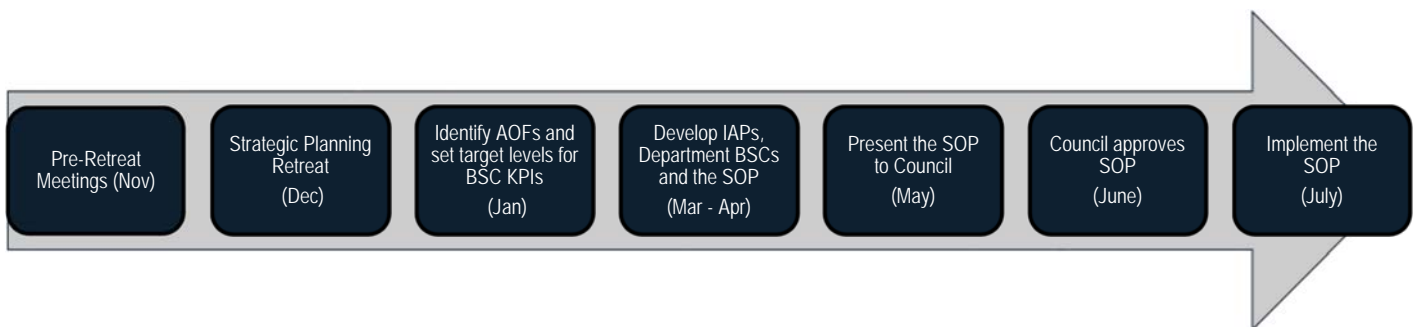 Pre-Retreat
Meetings (Nov)
Strategic Planning
Retreat
(Dec)
Identify AOFs and
set target levels for
BSC KPIs
(Jan)
Develop IAPs,
Department BSCs
and the SOP
(Mar - Apr)
Present the SOP
to Council
(May)
Council approves
SOP
(June)
Implement the
SOP
(July)